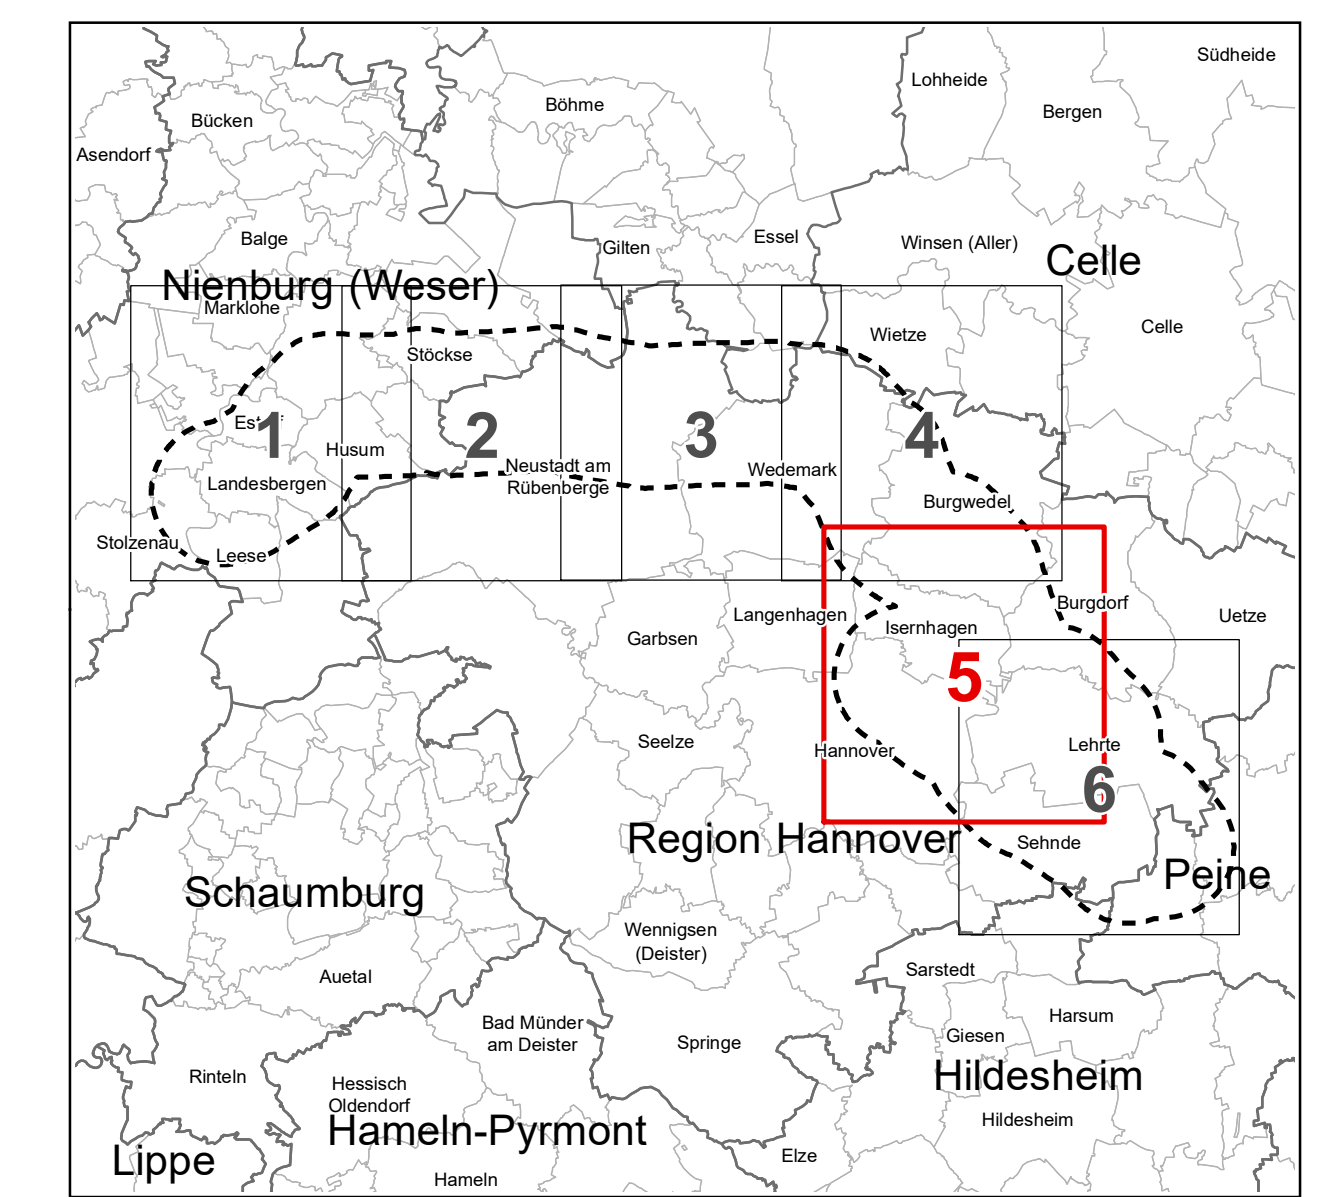 Südheide
Lohheide
Böhme
Bergen
Bücken
Asendorf
Balge
Gilten
Essel
Winsen (Aller)
Celle
Nienburg (Weser)
Marklohe
Celle
Wietze
Stöckse
1
2
3
4
Husum
Neustadt am
Rübenberge
Wedemark
Landesbergen
Burgwedel
Stolzenau
Leese
Burgdorf
Langenhagen
Uetze
Isernhagen
Garbsen
5
Seelze
Hannover
Lehrte
6
Region Hannover
Sehnde
Peine
Schaumburg
Wennigsen
(Deister)
Auetal
Sarstedt
Harsum
Bad Münder
am Deister
Springe
Giesen
Rinteln
Hessisch
Oldendorf
Hildesheim
Hildesheim
Hameln-Pyrmont
Lippe
Elze
Hameln